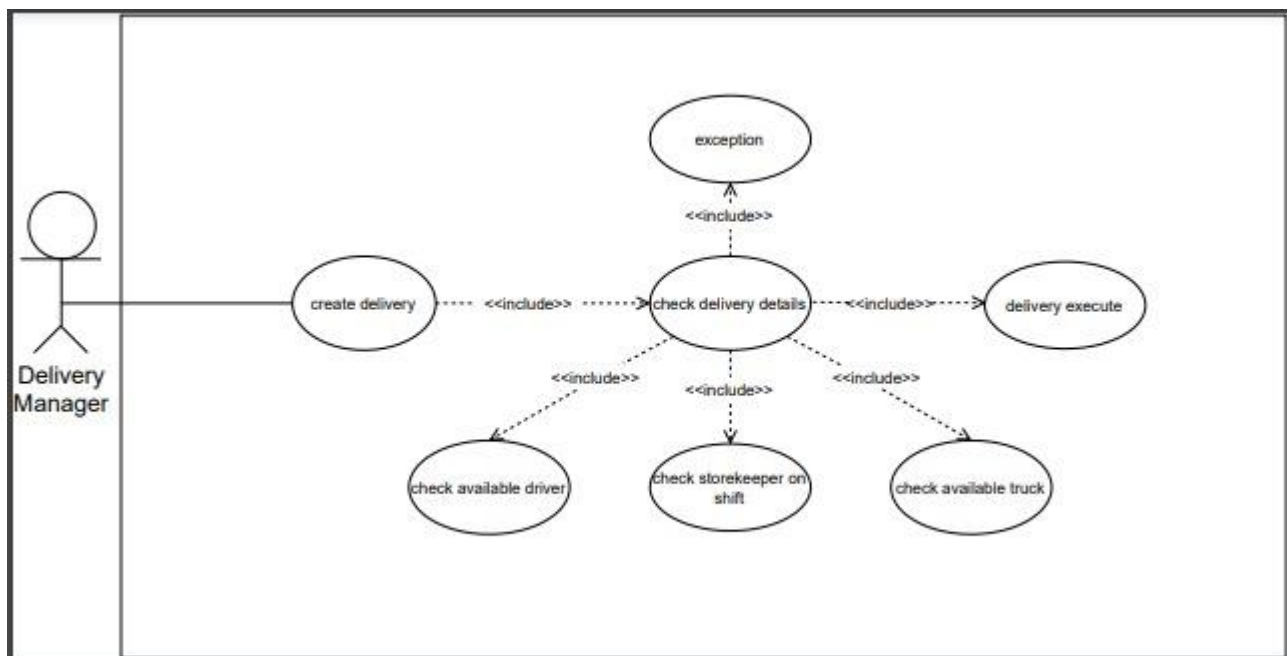 exception
<<include>>
create delivery
<<include>>
check delivery details
<<include>>
delivery execute
Delivery
Manager
<<include>>
<<include>>
<<include>>
check available driver
check storekeeper on
shift
check available truck